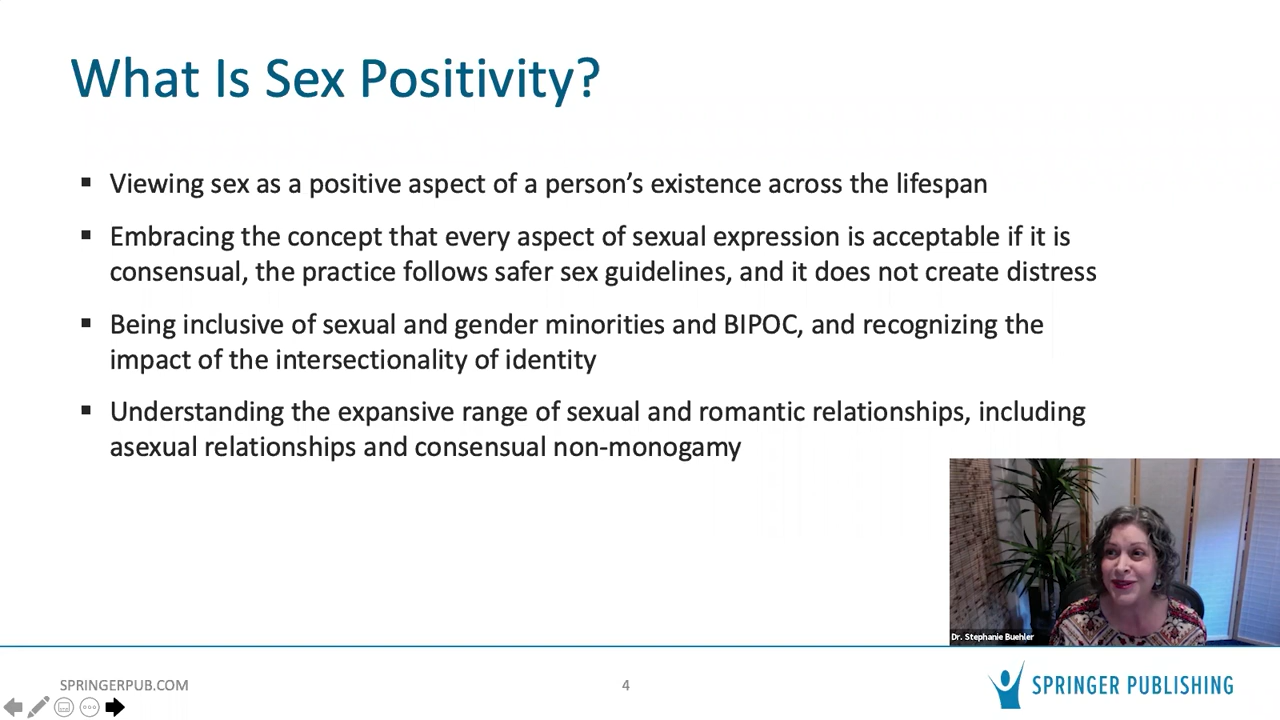 What Is Sex Positivity?
▪ Viewing sex as a positive aspect of a person’s existence across the lifespan
▪ Embracing the concept that every aspect of sexual expression is acceptable if it is
consensual, the practice follows safer sex guidelines, and it does not create distress
▪ Being inclusive of sexual and gender minorities and BIPOC, and recognizing the
impact of the intersectionality of identity
▪ Understanding the expansive range of sexual and romantic relationships, including
asexual relationships and consensual non-monogamy
Dr. Stephanie Buehler
SPRINGERPUB.COM
4
SPRINGER PUBLISHING